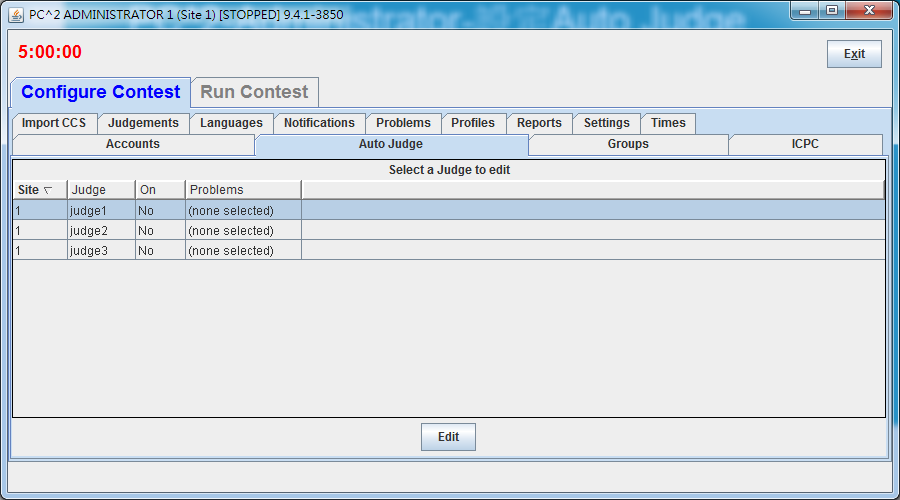 PC^2 ADMINISTRATOR 1 (Site 1) [STOPPED] 9.4.1-3850
5:00:00
Exit
Configure Contest Run Contest
Import CCS Judgements Languages Notifications Problems Profiles Reports Settings Times
Accounts Auto Judge Groups ICPC
Select a Judge to edit
Site Judge On Problems
1 judge1 No (none selected)
1 judge2 No (none selected)
1 judge3 No (none selected)
Edit